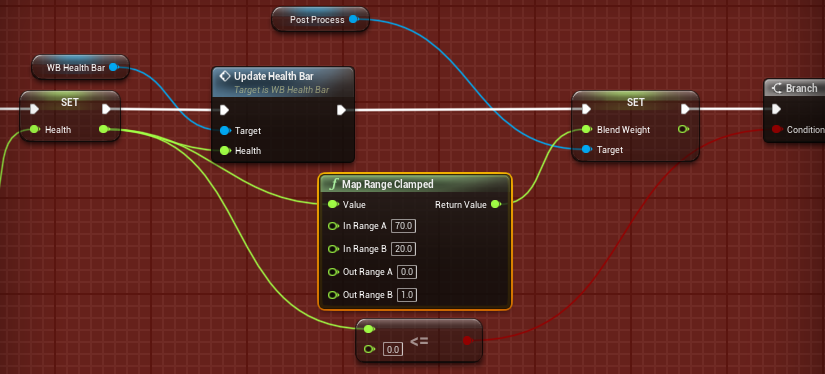 Post Process
WB Health Bar
SET
Health
Update Health Bar
Target is WB Health Bar
Target
Health
SET
Blend Weight
Target
Branch
Condition
f Map Range Clamped
Value
Return Value
In Range A 70.0
In Range B 20.0
Out Range A 0.0
Out Range B 1.0
0.0 <=